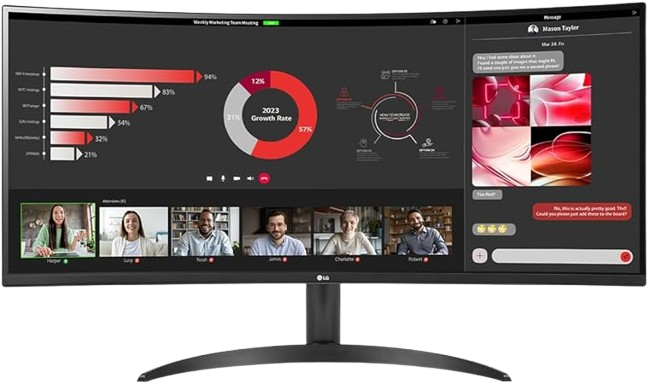 Weekly Marketing Team Meeting
Message
Mason Taylor
Mar 24 Fri
Hey I had some ideas about it.
Found a couple of images that might fit,
I'll send one just give me a second please!
94%
83%
67%
54%
32%
21%
12%
31%
57%
2023
Growth Rate
Too Red?
No, this is actually pretty good. Thx!!
Could you please just add these to the board?
Attendees (6)
Harper
Lucy
Noah
James
Charlotte
Robert
LG